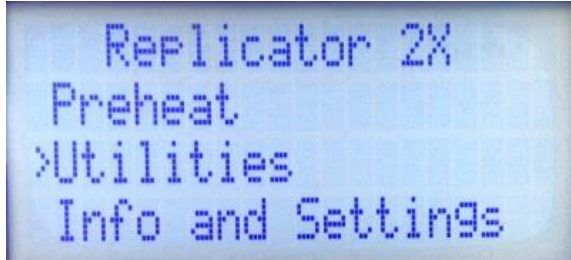 Replicator 2X
Preheat
>Utilities
Info and Settings